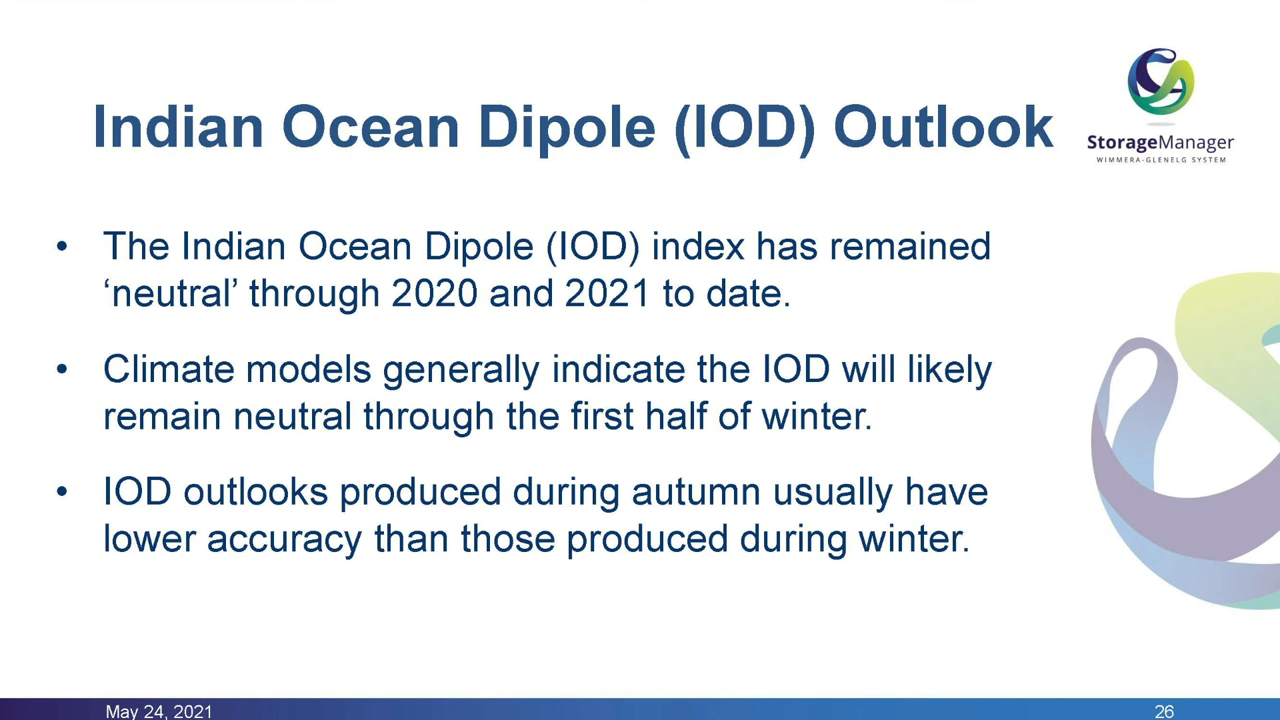 Indian Ocean Dipole (IOD) Outlook
StorageManager
WIMMERA-GLENELG SYSTEM
• The Indian Ocean Dipole (IOD) index has remained
‘neutral’ through 2020 and 2021 to date.
• Climate models generally indicate the IOD will likely
remain neutral through the first half of winter.
• IOD outlooks produced during autumn usually have
lower accuracy than those produced during winter.
May 24, 2021
26